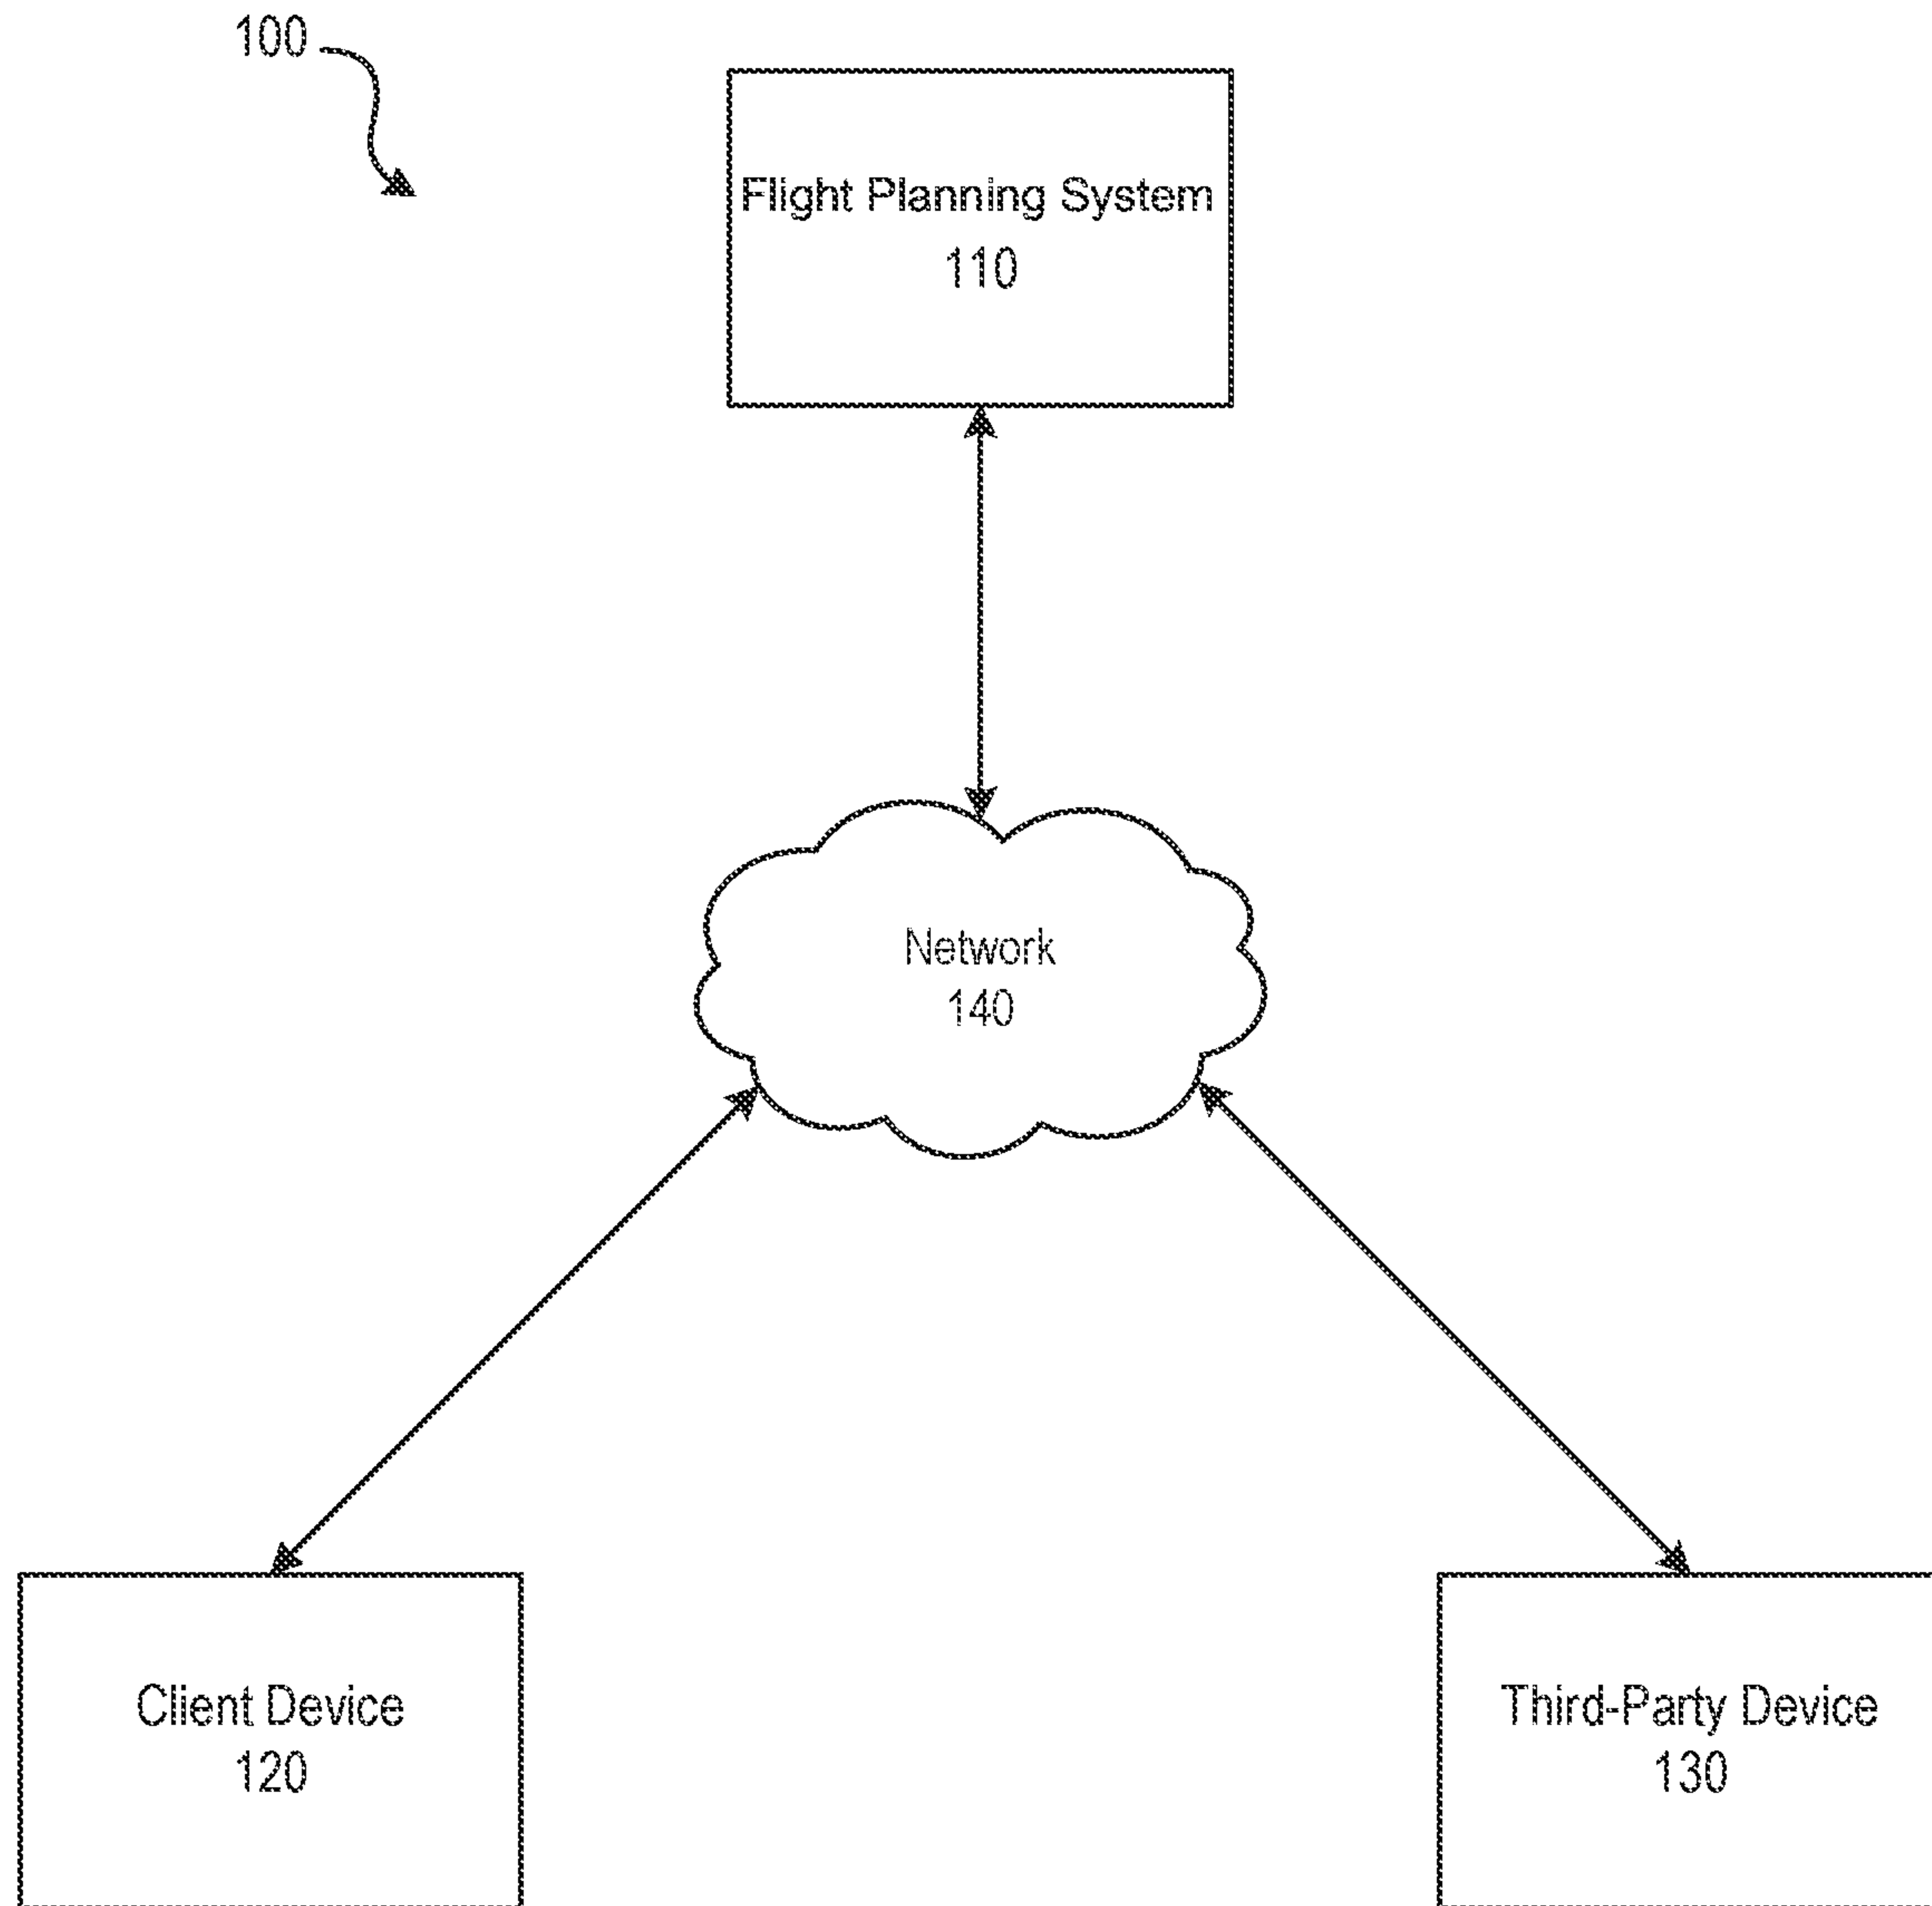 100
Flight Planning System
110
Network
140
Client Device
120
Third-Party Device
130